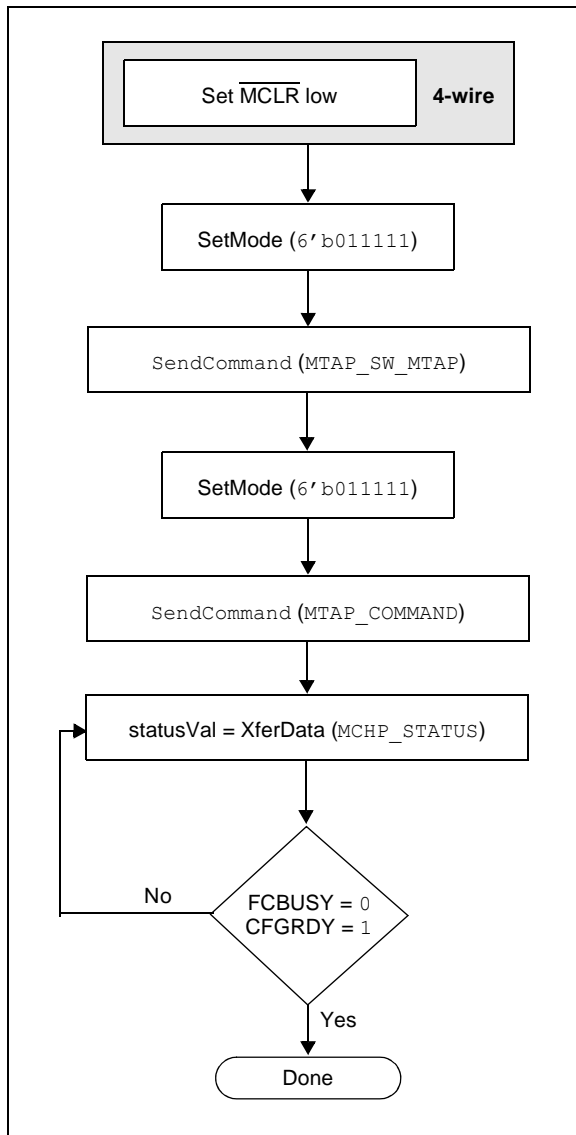 Set M̅C̅L̅R̅ low 4-wire
SetMode (6’b011111)
SendCommand (MTAP_SW_MTAP)
SetMode (6’b011111)
SendCommand (MTAP_COMMAND)
statusVal = XferData (MCHP_STATUS)
No
FCBUSY = 0
CFGRDY = 1
Yes
Done